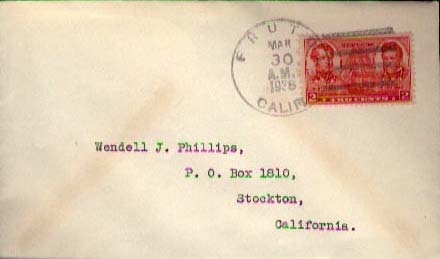 FRUTO
MAR
30
A.M.
1938
CALIF.
2 TWO CENTS 2
Wendell J. Phillips,
P. O. Box 1810,
Stockton,
California.